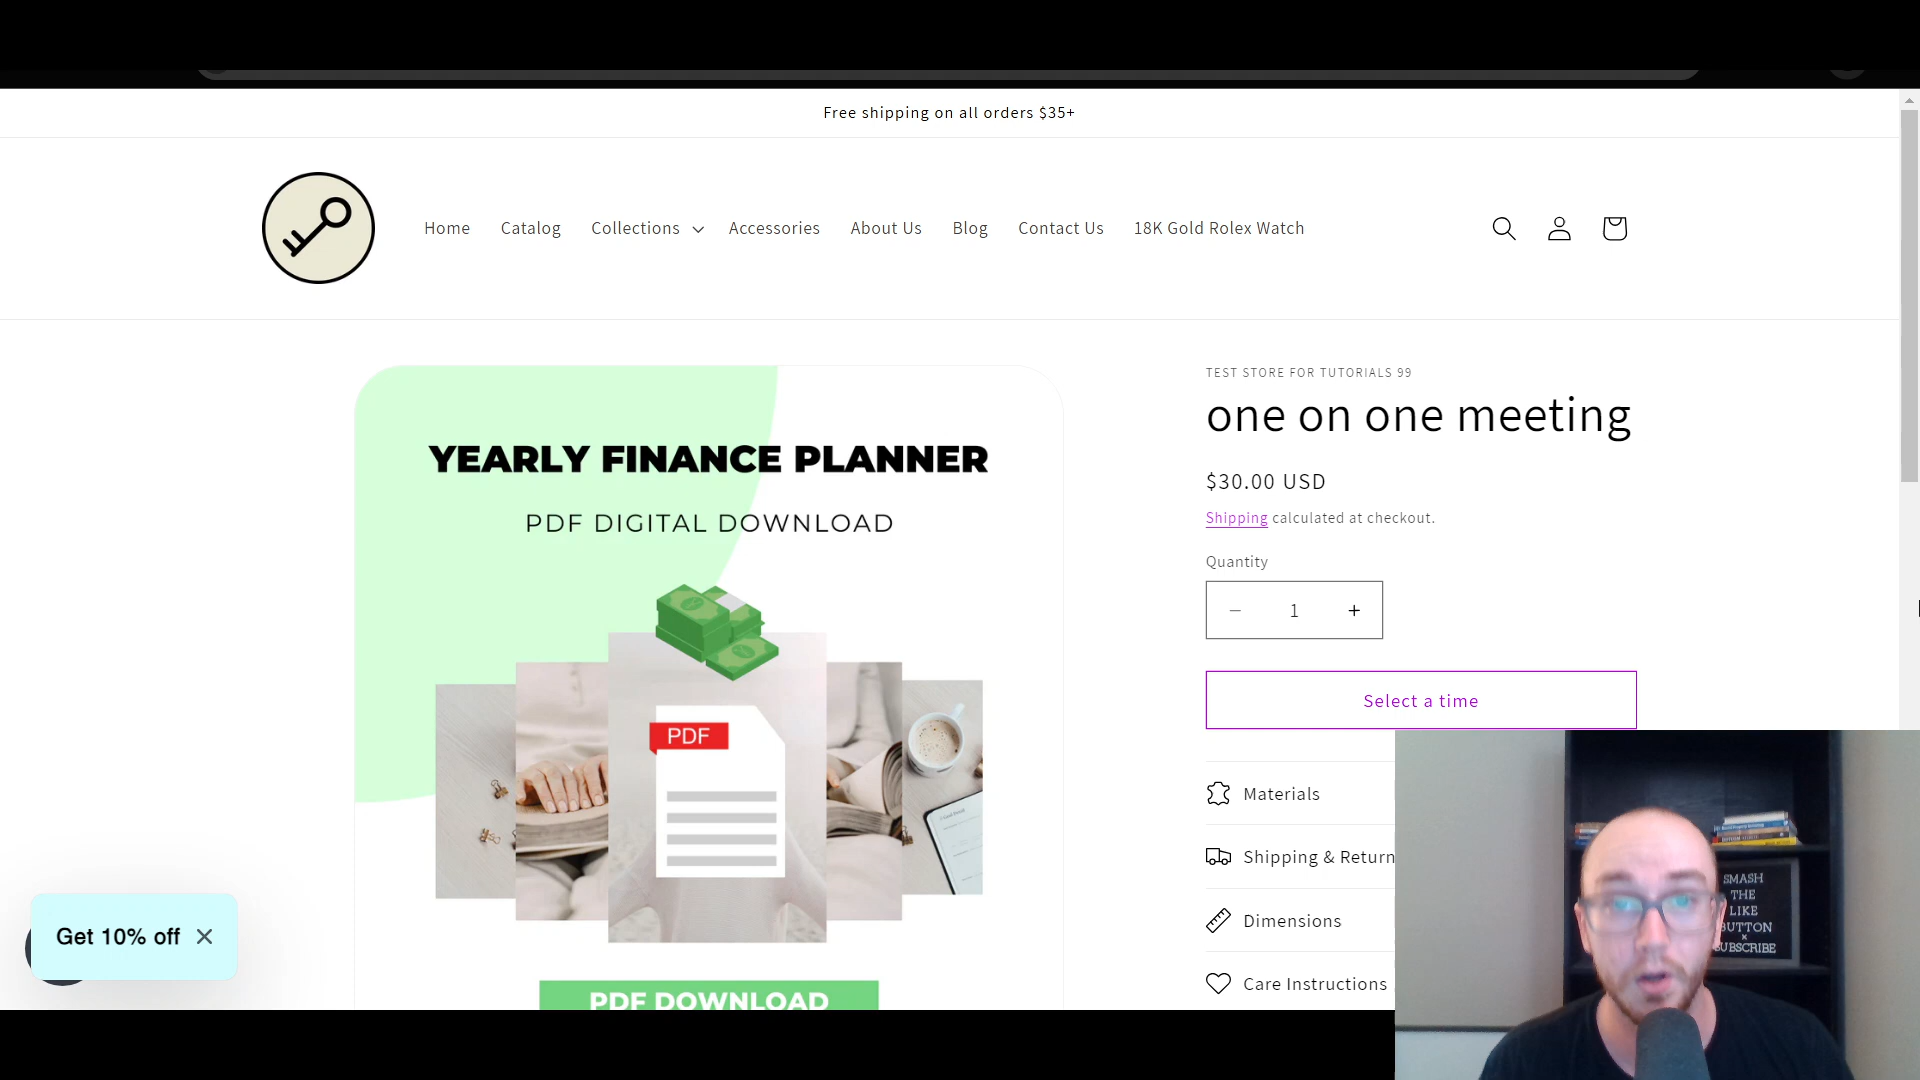 Free shipping on all orders $35+
Home Catalog Collections Accessories About Us Blog Contact Us 18K Gold Rolex Watch
TEST STORE FOR TUTORIALS 99
one on one meeting
$30.00 USD
Shipping calculated at checkout.
Quantity
1
Select a time
Materials
Shipping & Return
Dimensions
Care Instructions
YEARLY FINANCE PLANNER
PDF DIGITAL DOWNLOAD
PDF
PDF DOWNLOAD
Get 10% off
SMASH
THE
LIKE
BUTTON
SUBSCRIBE